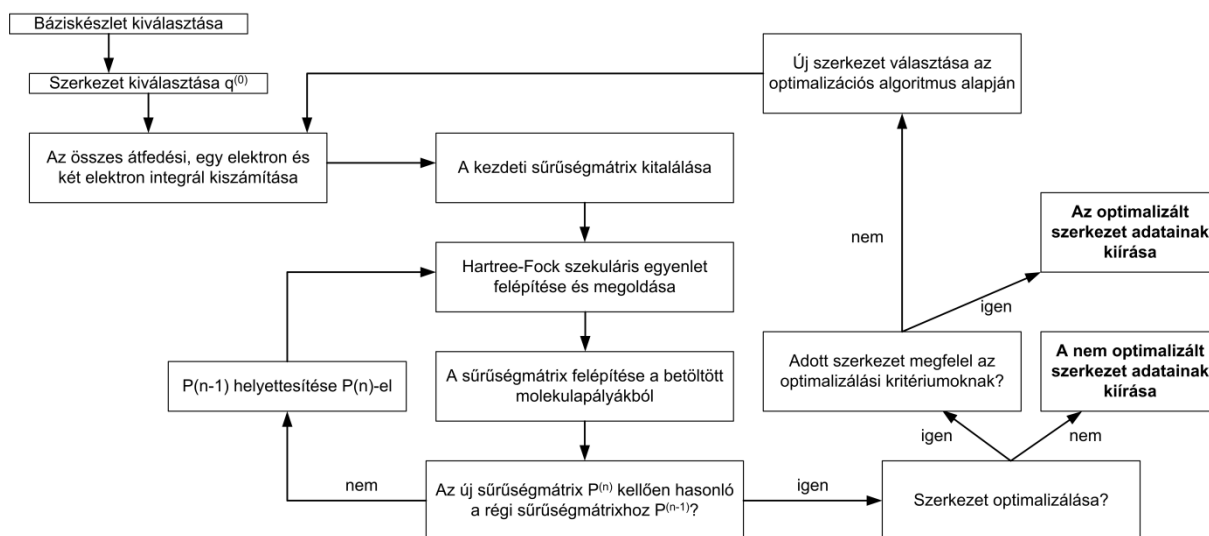 Báziskészlet kiválasztása
Szerkezet kiválasztása q(0)
Az összes átfedési, egy elektron és
két elektron integrál kiszámítása
A kezdeti sűrűségmátrix kitalálása
Hartree-Fock szekuláris egyenlet
felépítése és megoldása
A sűrűségmátrix felépítése a betöltött
molekulapályákból
P(n-1) helyettesítése P(n)-el
nem
Az új sűrűségmátrix P(n) kellően hasonló
a régi sűrűségmátrixhoz P(n-1)?
igen
Szerkezet optimalizálása?
igen
nem
Adott szerkezet megfelel az
optimalizálási kritériumoknak?
A nem optimalizált
szerkezet adatainak
kiírása
nem
igen
Az optimalizált
szerkezet adatainak
kiírása
Új szerkezet választása az
optimalizációs algoritmus alapján